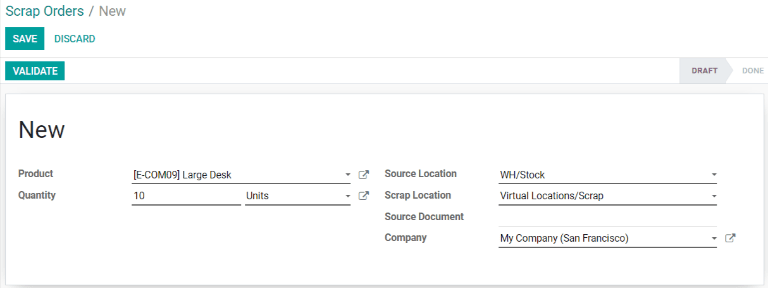 Scrap Orders / New
SAVE DISCARD
VALIDATE DRAFT DONE
New
Product [E-COM09] Large Desk Source Location WH/Stock
Quantity 10 Units Scrap Location Virtual Locations/Scrap
Source Document
Company My Company (San Francisco)